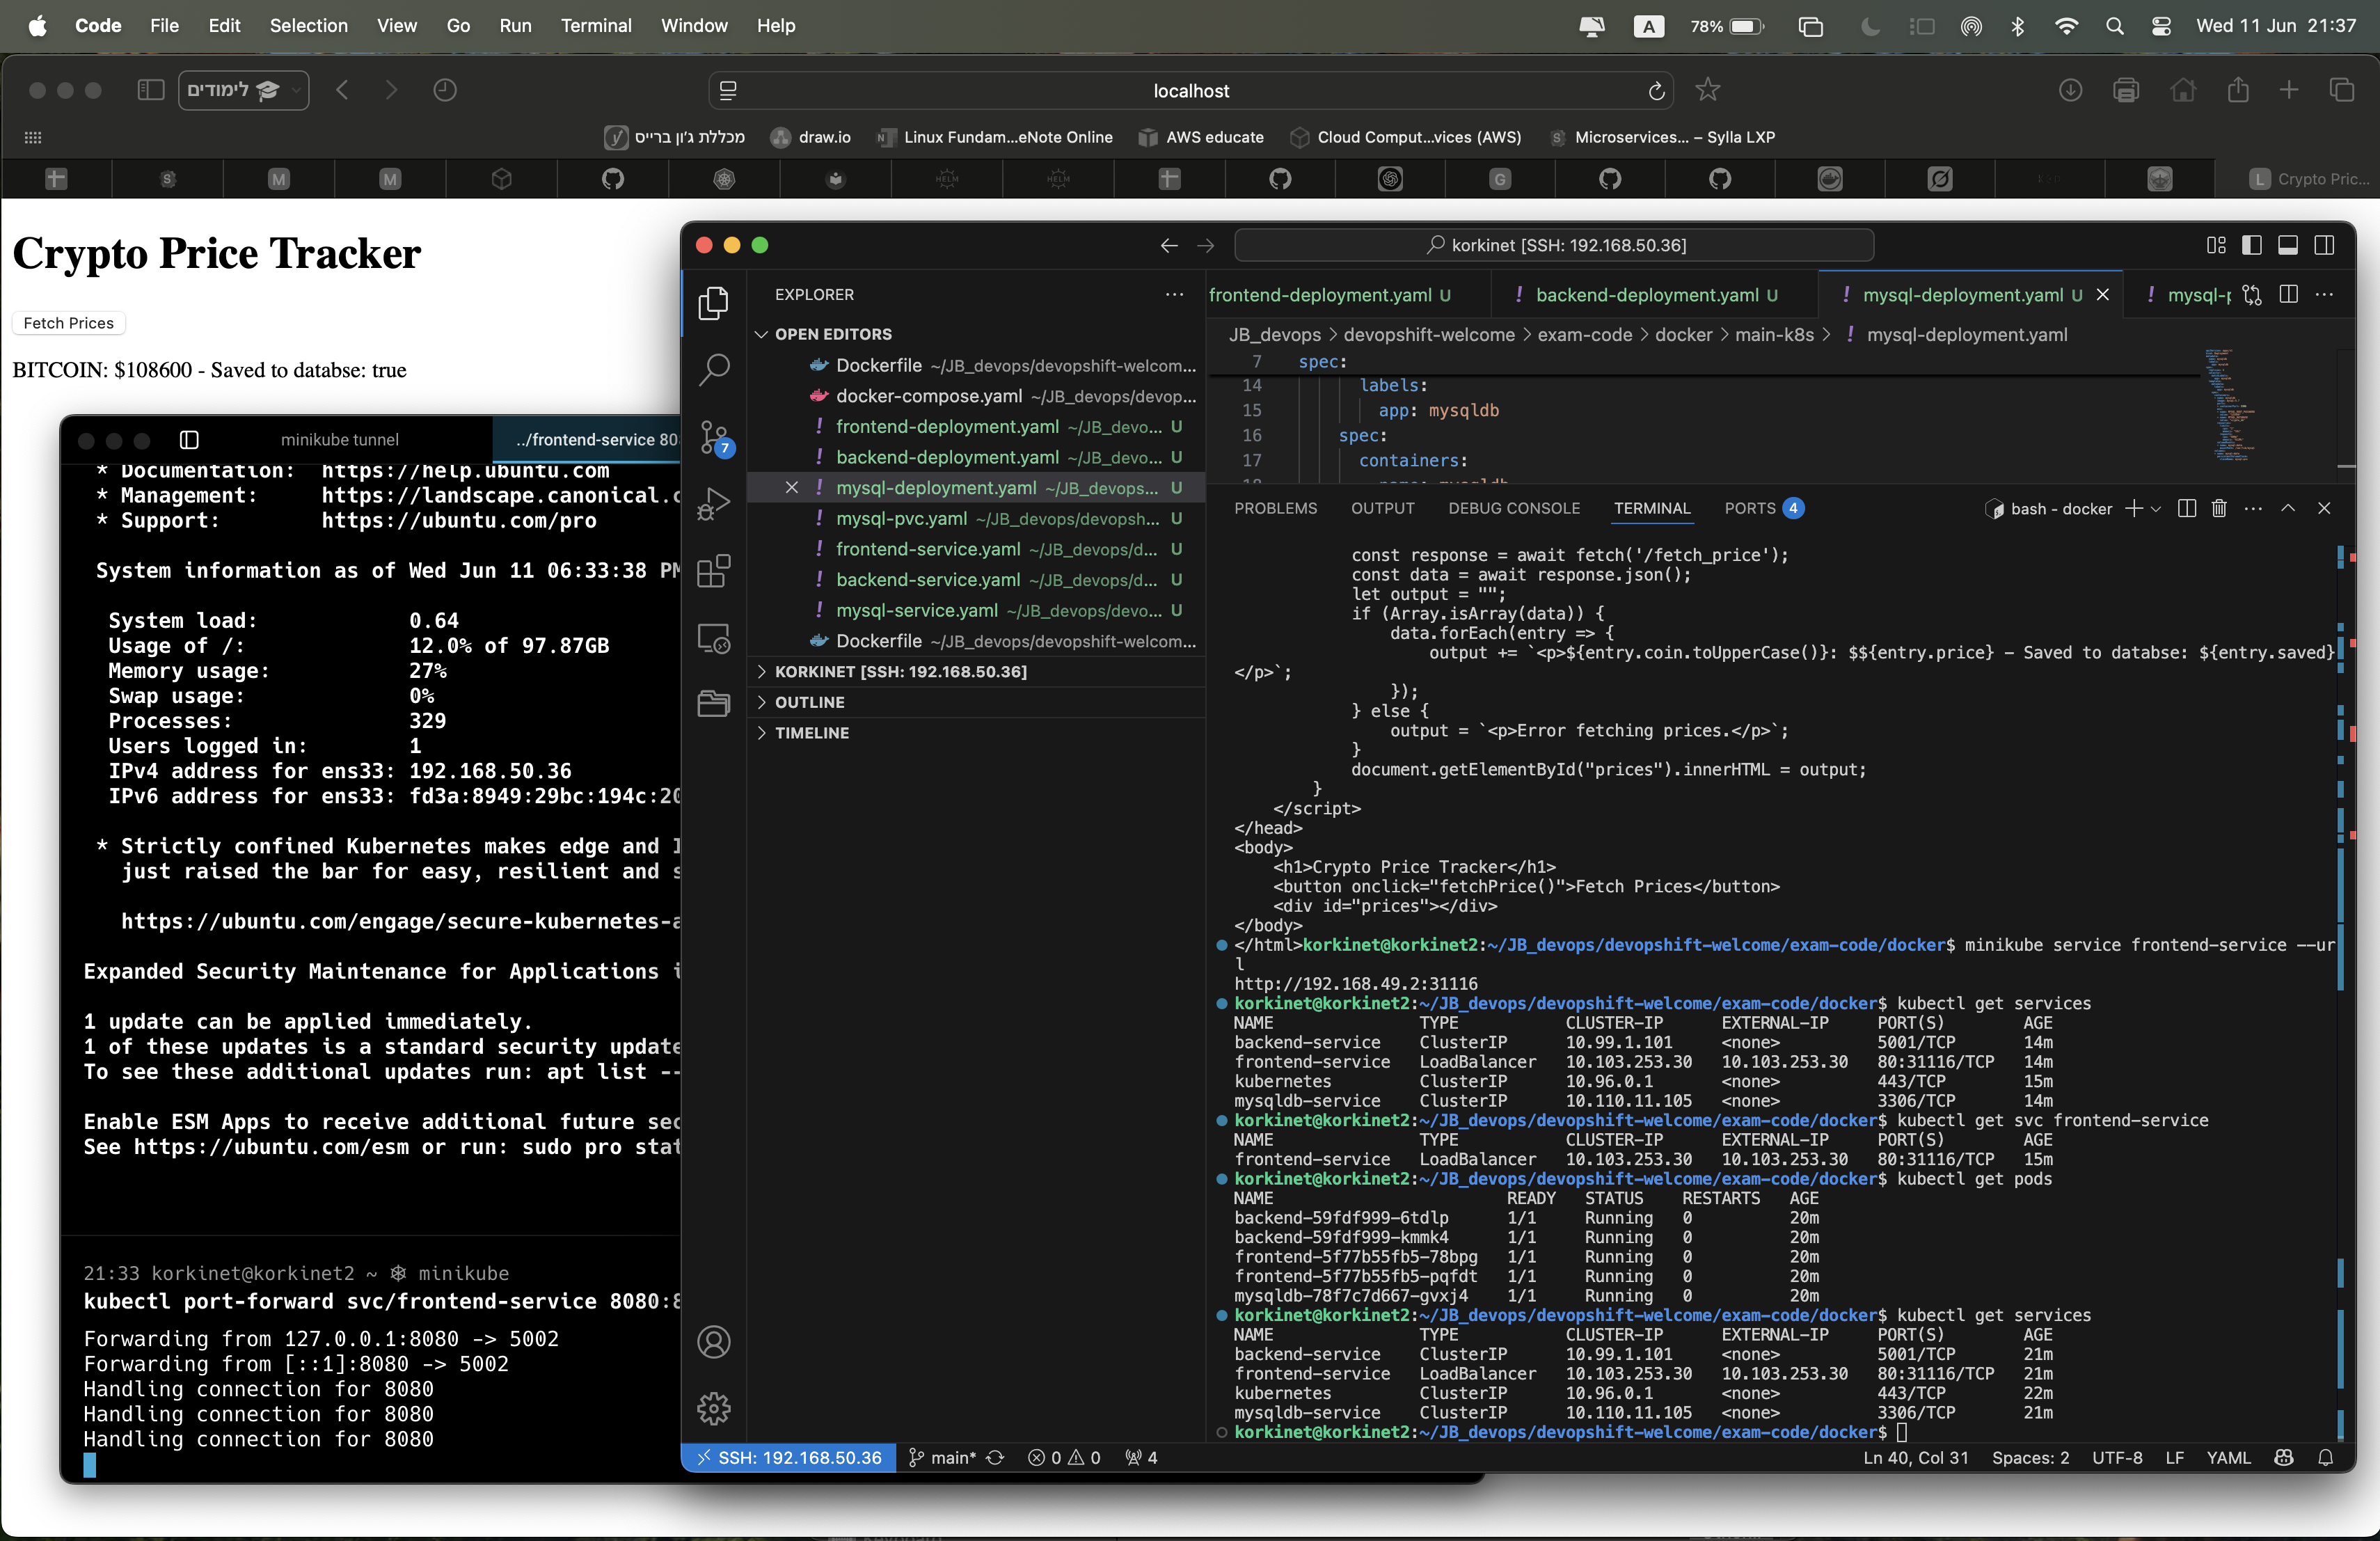 Code File Edit Selection View Go Run Terminal Window Help
A 78% Wed 11 Jun 21:37
לימודים
localhost
מכללת ג'ון ברייס draw.io Linux Fundam...eNote Online AWS educate Cloud Comput...vices (AWS) Microservices... – Sylla LXP
S M M HELM HELM G L Crypto Pric...
Crypto Price Tracker
Fetch Prices
BITCOIN: $108600 - Saved to databse: true
minikube tunnel ../frontend-service 80
* Documentation: https://help.ubuntu.com
* Management: https://landscape.canonical.c
* Support: https://ubuntu.com/pro
System information as of Wed Jun 11 06:33:38 PM
System load: 0.64
Usage of /: 12.0% of 97.87GB
Memory usage: 27%
Swap usage: 0%
Processes: 329
Users logged in: 1
IPv4 address for ens33: 192.168.50.36
IPv6 address for ens33: fd3a:8949:29bc:194c:20
* Strictly confined Kubernetes makes edge and I
just raised the bar for easy, resilient and s
https://ubuntu.com/engage/secure-kubernetes-a
Expanded Security Maintenance for Applications i
1 update can be applied immediately.
1 of these updates is a standard security update
To see these additional updates run: apt list --
Enable ESM Apps to receive additional future sec
See https://ubuntu.com/esm or run: sudo pro stat
21:33 korkinet@korkinet2 ~ ⎈ minikube
kubectl port-forward svc/frontend-service 8080:8
Forwarding from 127.0.0.1:8080 -> 5002
Forwarding from [::1]:8080 -> 5002
Handling connection for 8080
Handling connection for 8080
Handling connection for 8080
korkinet [SSH: 192.168.50.36]
EXPLORER
OPEN EDITORS
Dockerfile ~/JB_devops/devopshift-welcom...
docker-compose.yaml ~/JB_devops/devop...
! frontend-deployment.yaml ~/JB_devo... U
! backend-deployment.yaml ~/JB_devo... U
! mysql-deployment.yaml ~/JB_devops... U
! mysql-pvc.yaml ~/JB_devops/devopsh... U
! frontend-service.yaml ~/JB_devops/d... U
! backend-service.yaml ~/JB_devops/d... U
! mysql-service.yaml ~/JB_devops/devo... U
Dockerfile ~/JB_devops/devopshift-welcom...
KORKINET [SSH: 192.168.50.36]
OUTLINE
TIMELINE
7
frontend-deployment.yaml U ! backend-deployment.yaml U ! mysql-deployment.yaml U ! mysql-p
JB_devops > devopshift-welcome > exam-code > docker > main-k8s > ! mysql-deployment.yaml
7 spec:
14 labels:
15 app: mysqldb
16 spec:
17 containers:
18 name: mysqldb
PROBLEMS OUTPUT DEBUG CONSOLE TERMINAL PORTS 4 bash - docker
const response = await fetch('/fetch_price');
const data = await response.json();
let output = "";
if (Array.isArray(data)) {
data.forEach(entry => {
output += `<p>${entry.coin.toUpperCase()}: $${entry.price} – Saved to databse: ${entry.saved}
</p>`;
});
} else {
output = `<p>Error fetching prices.</p>`;
}
document.getElementById("prices").innerHTML = output;
}
</script>
</head>
<body>
<h1>Crypto Price Tracker</h1>
<button onclick="fetchPrice()">Fetch Prices</button>
<div id="prices"></div>
</body>
</html>korkinet@korkinet2:~/JB_devops/devopshift-welcome/exam-code/docker$ minikube service frontend-service --ur
l
http://192.168.49.2:31116
korkinet@korkinet2:~/JB_devops/devopshift-welcome/exam-code/docker$ kubectl get services
NAME TYPE CLUSTER-IP EXTERNAL-IP PORT(S) AGE
backend-service ClusterIP 10.99.1.101 <none> 5001/TCP 14m
frontend-service LoadBalancer 10.103.253.30 10.103.253.30 80:31116/TCP 14m
kubernetes ClusterIP 10.96.0.1 <none> 443/TCP 15m
mysqldb-service ClusterIP 10.110.11.105 <none> 3306/TCP 14m
korkinet@korkinet2:~/JB_devops/devopshift-welcome/exam-code/docker$ kubectl get svc frontend-service
NAME TYPE CLUSTER-IP EXTERNAL-IP PORT(S) AGE
frontend-service LoadBalancer 10.103.253.30 10.103.253.30 80:31116/TCP 15m
korkinet@korkinet2:~/JB_devops/devopshift-welcome/exam-code/docker$ kubectl get pods
NAME READY STATUS RESTARTS AGE
backend-59fdf999-6tdlp 1/1 Running 0 20m
backend-59fdf999-kmmk4 1/1 Running 0 20m
frontend-5f77b55fb5-78bpg 1/1 Running 0 20m
frontend-5f77b55fb5-pqfdt 1/1 Running 0 20m
mysqldb-78f7c7d667-gvxj4 1/1 Running 0 20m
korkinet@korkinet2:~/JB_devops/devopshift-welcome/exam-code/docker$ kubectl get services
NAME TYPE CLUSTER-IP EXTERNAL-IP PORT(S) AGE
backend-service ClusterIP 10.99.1.101 <none> 5001/TCP 21m
frontend-service LoadBalancer 10.103.253.30 10.103.253.30 80:31116/TCP 21m
kubernetes ClusterIP 10.96.0.1 <none> 443/TCP 22m
mysqldb-service ClusterIP 10.110.11.105 <none> 3306/TCP 21m
korkinet@korkinet2:~/JB_devops/devopshift-welcome/exam-code/docker$
SSH: 192.168.50.36 main* 0 0 4 Ln 40, Col 31 Spaces: 2 UTF-8 LF YAML